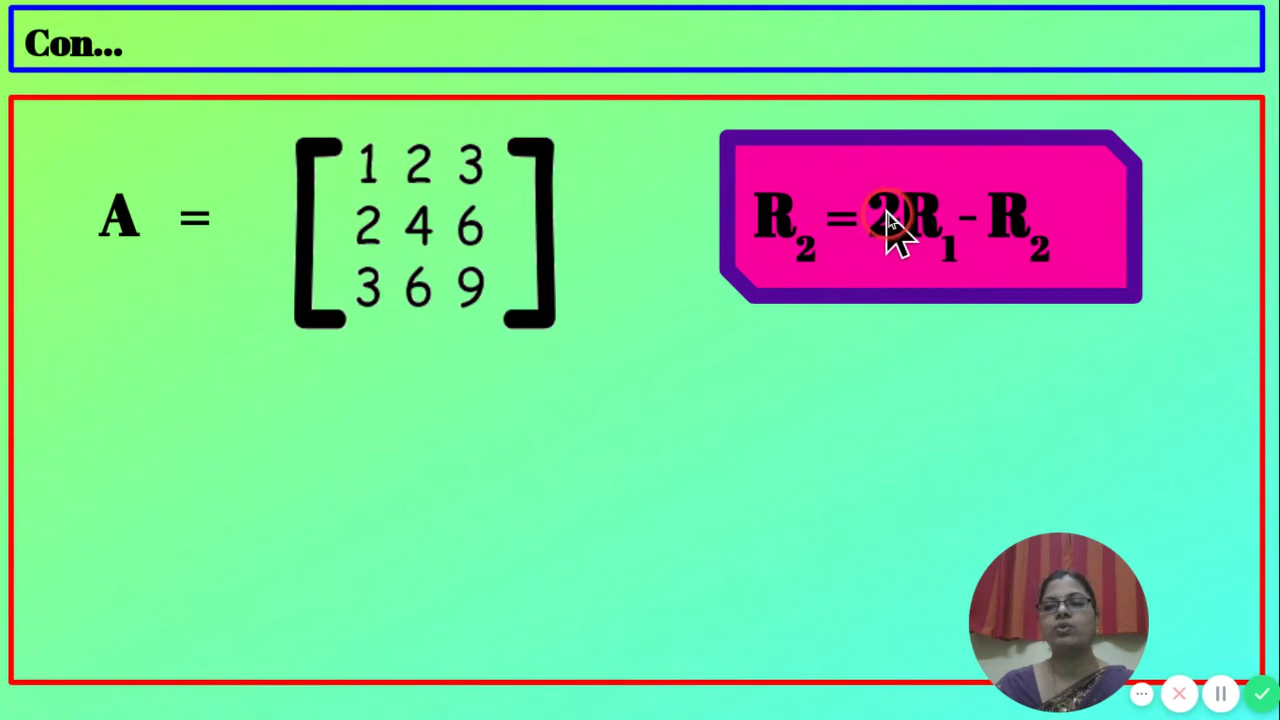 Con...
A = [1 2 3
2 4 6
3 6 9]
R₂ = 2R₁ - R₂